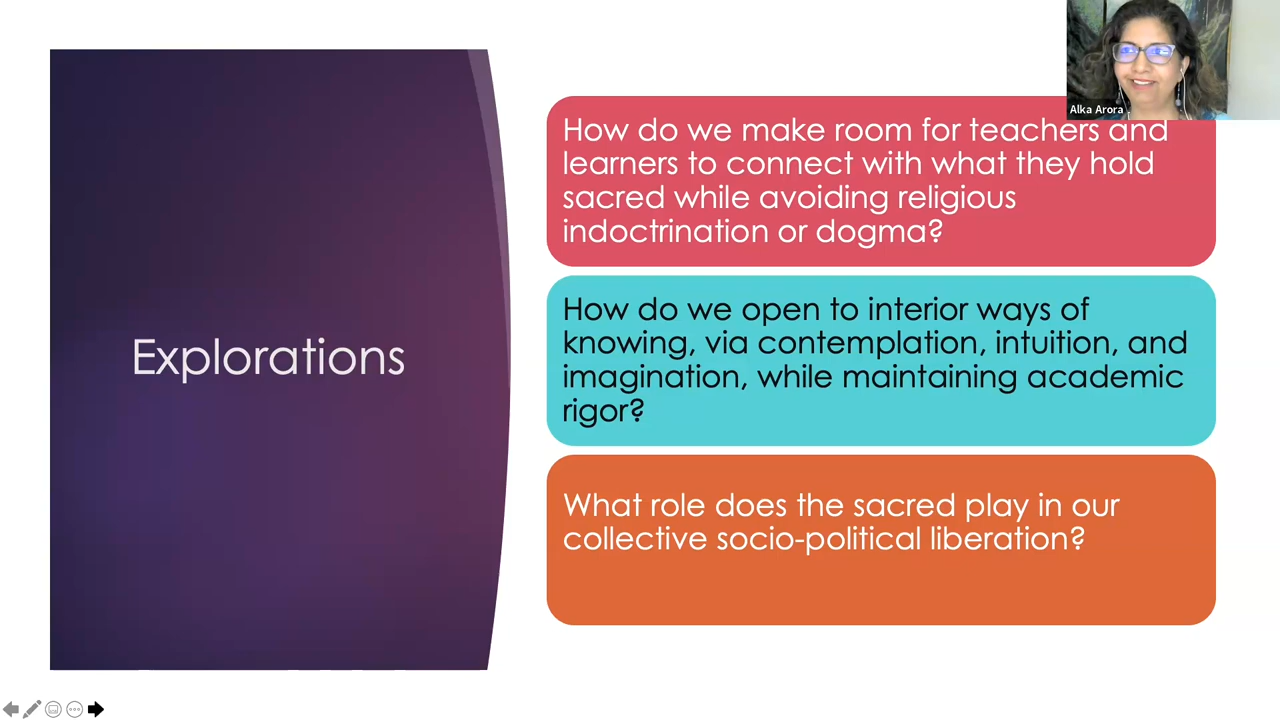 Alka Arora
Explorations
How do we make room for teachers and
learners to connect with what they hold
sacred while avoiding religious
indoctrination or dogma?
How do we open to interior ways of
knowing, via contemplation, intuition, and
imagination, while maintaining academic
rigor?
What role does the sacred play in our
collective socio-political liberation?